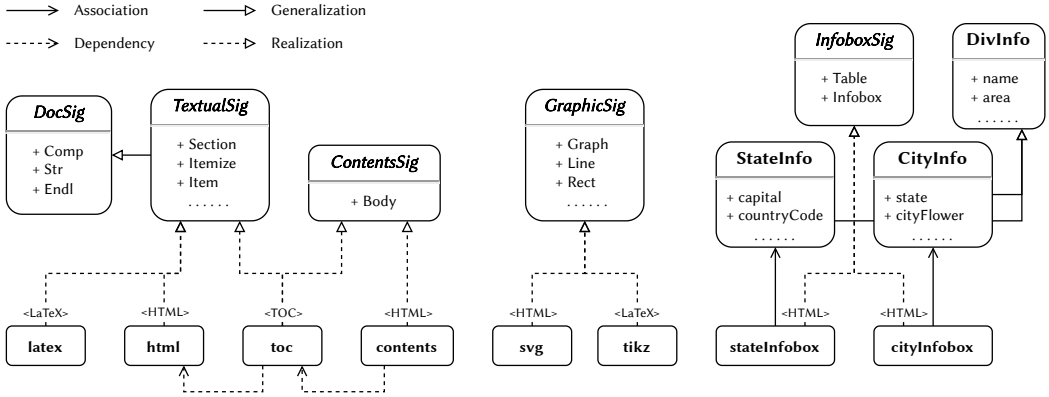 Association
Generalization
Dependency
Realization
InfoboxSig
+ Table
+ Infobox
DivInfo
+ name
+ area
......
DocSig
+ Comp
+ Str
+ Endl
TextualSig
+ Section
+ Itemize
+ Item
......
ContentsSig
+ Body
GraphicSig
+ Graph
+ Line
+ Rect
......
StateInfo
+ capital
+ countryCode
......
CityInfo
+ state
+ cityFlower
......
<LaTeX>
<HTML>
<TOC>
<HTML>
<HTML>
<LaTeX>
<HTML>
<HTML>
latex
html
toc
contents
svg
tikz
stateInfobox
cityInfobox